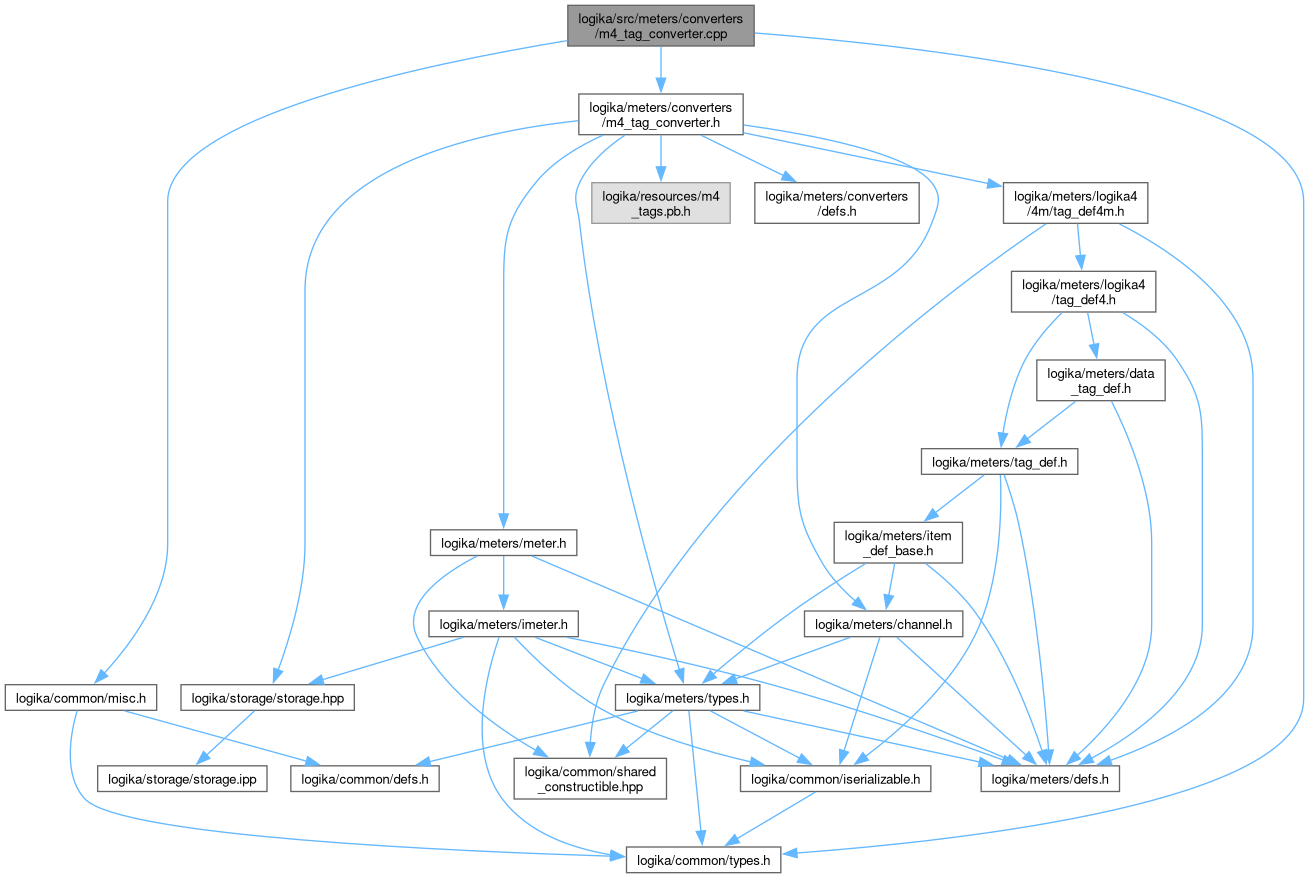 logika/src/meters/converters
/m4_tag_converter.cpp
logika/meters/converters
/m4_tag_converter.h
logika/resources/m4
_tags.pb.h
logika/meters/converters
/defs.h
logika/meters/logika4
/4m/tag_def4m.h
logika/meters/logika4
/tag_def4.h
logika/meters/data
_tag_def.h
logika/meters/tag_def.h
logika/meters/meter.h
logika/meters/item
_def_base.h
logika/meters/imeter.h
logika/meters/channel.h
logika/common/misc.h
logika/storage/storage.hpp
logika/meters/types.h
logika/storage/storage.ipp
logika/common/defs.h
logika/common/shared
_constructible.hpp
logika/common/iserializable.h
logika/meters/defs.h
logika/common/types.h